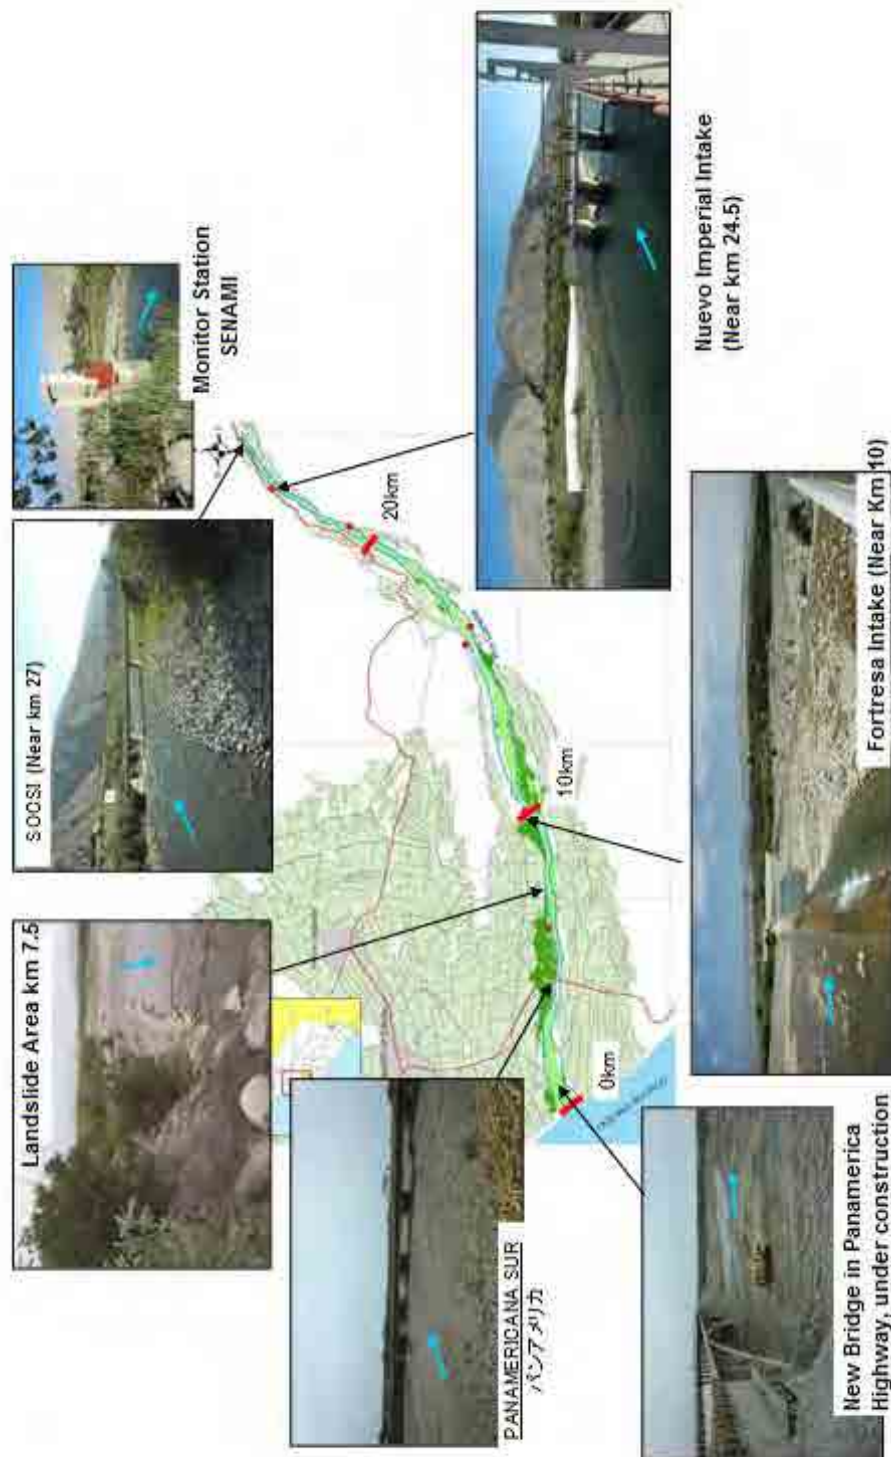 Monitor Station
SENAMI
SOCSI (Near km 27)
Landslide Area km 7.5
PANAMERICANA SUR
パンアメリカ
New Bridge in Panamerica
Highway, under construction
0km
10km
20km
Fortresa Intake (Near Km 10)
Nuevo Imperial Intake
(Near km 24.5)